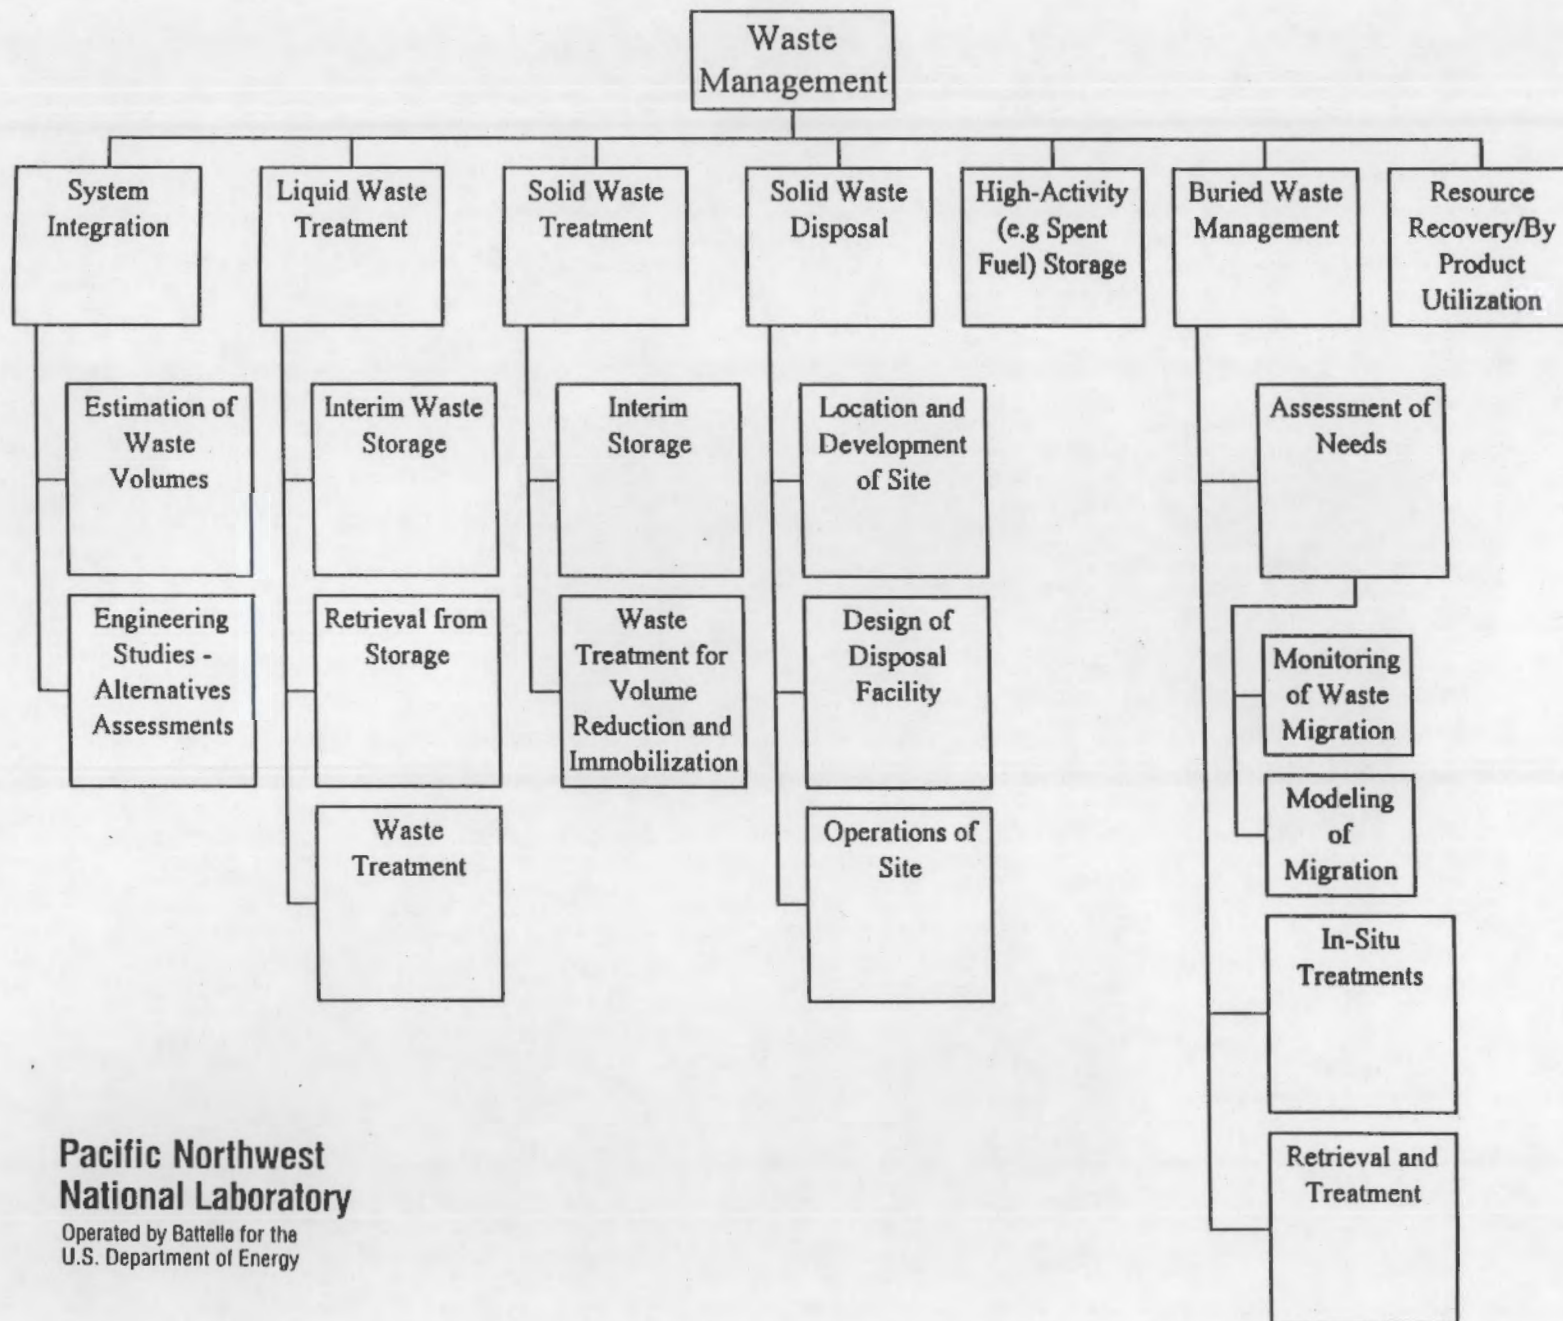 Waste
Management
System
Integration
Liquid Waste
Treatment
Solid Waste
Treatment
Solid Waste
Disposal
High-Activity
(e.g Spent
Fuel) Storage
Buried Waste
Management
Resource
Recovery/By
Product
Utilization
Estimation of
Waste
Volumes
Engineering
Studies -
Alternatives
Assessments
Interim Waste
Storage
Retrieval from
Storage
Waste
Treatment
Interim
Storage
Waste
Treatment for
Volume
Reduction and
Immobilization
Location and
Development
of Site
Design of
Disposal
Facility
Operations of
Site
Assessment of
Needs
Monitoring
of Waste
Migration
Modeling
of
Migration
In-Situ
Treatments
Retrieval and
Treatment
Pacific Northwest
National Laboratory
Operated by Battelle for the
U.S. Department of Energy